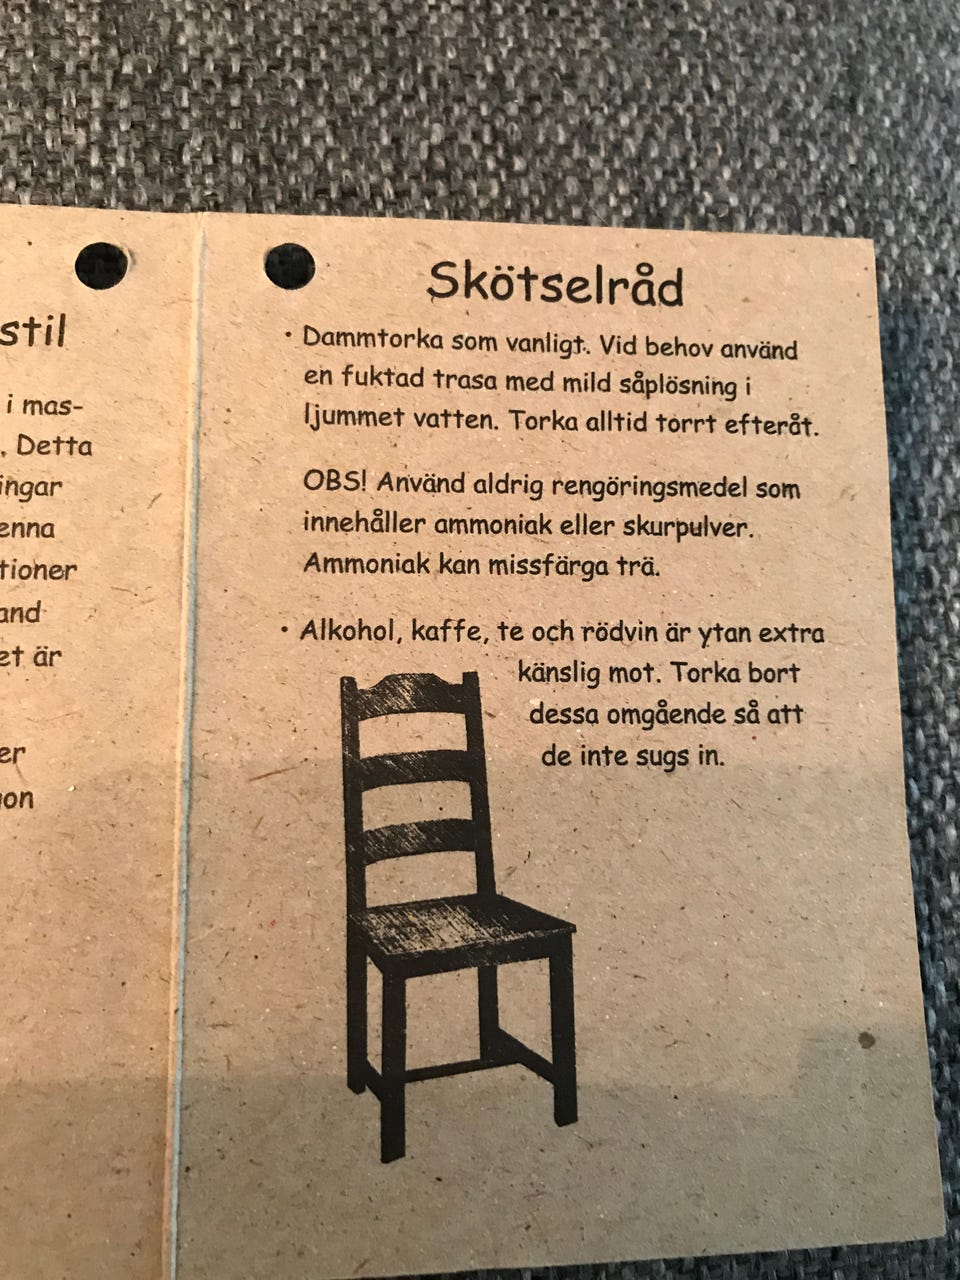 stil
i mas-
. Detta
ingar
enna
tioner
and
et är
er
on
Skötselråd
· Dammtorka som vanligt. Vid behov använd
en fuktad trasa med mild såplösning i
ljummet vatten. Torka alltid torrt efteråt.
OBS! Använd aldrig rengöringsmedel som
innehåller ammoniak eller skurpulver.
Ammoniak kan missfärga trä.
· Alkohol, kaffe, te och rödvin är ytan extra
känslig mot. Torka bort
dessa omgående så att
de inte sugs in.